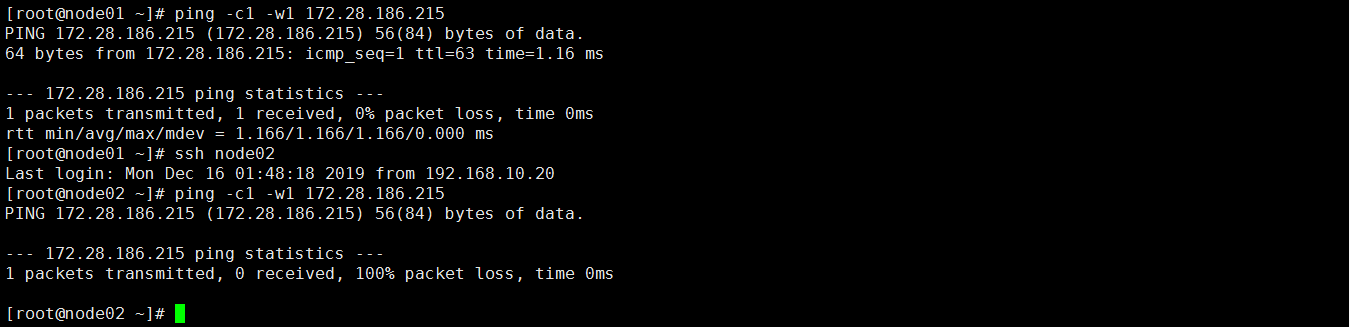 [root@node01 ~]# ping -c1 -w1 172.28.186.215
PING 172.28.186.215 (172.28.186.215) 56(84) bytes of data.
64 bytes from 172.28.186.215: icmp_seq=1 ttl=63 time=1.16 ms
--- 172.28.186.215 ping statistics ---
1 packets transmitted, 1 received, 0% packet loss, time 0ms
rtt min/avg/max/mdev = 1.166/1.166/1.166/0.000 ms
[root@node01 ~]# ssh node02
Last login: Mon Dec 16 01:48:18 2019 from 192.168.10.20
[root@node02 ~]# ping -c1 -w1 172.28.186.215
PING 172.28.186.215 (172.28.186.215) 56(84) bytes of data.
--- 172.28.186.215 ping statistics ---
1 packets transmitted, 0 received, 100% packet loss, time 0ms
[root@node02 ~]#